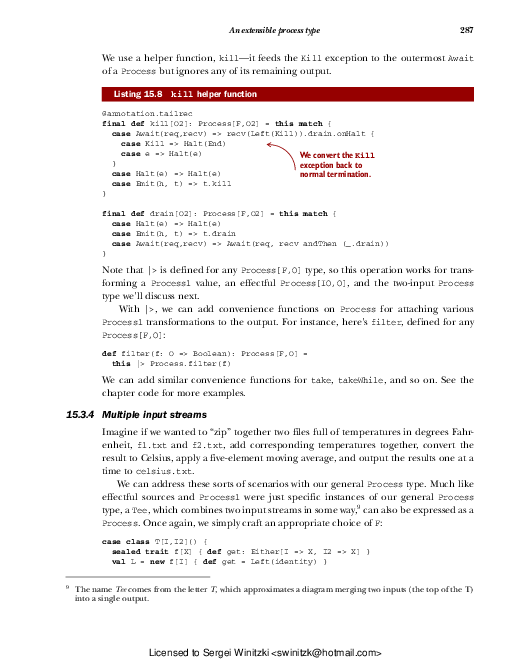 An extensible process type 287
We use a helper function, kill—it feeds the Kill exception to the outermost Await
of a Process but ignores any of its remaining output.
Listing 15.8 kill helper function
@annotation.tailrec
final def kill[O2]: Process[F,O2] = this match {
case Await(req,recv) => recv(Left(Kill)).drain.onHalt {
case Kill => Halt(End)
case e => Halt(e)
}
We convert the Kill
exception back to
normal termination.
case Halt(e) => Halt(e)
case Emit(h, t) => t.kill
}
final def drain[O2]: Process[F,O2] = this match {
case Halt(e) => Halt(e)
case Emit(h, t) => t.drain
case Await(req,recv) => Await(req, recv andThen (_.drain))
}
Note that |> is defined for any Process[F,O] type, so this operation works for trans-
forming a Process1 value, an effectful Process[IO,O], and the two-input Process
type we'll discuss next.
With |>, we can add convenience functions on Process for attaching various
Process1 transformations to the output. For instance, here's filter, defined for any
Process[F,O]:
def filter(f: O => Boolean): Process[F,O] =
this |> Process.filter(f)
We can add similar convenience functions for take, takeWhile, and so on. See the
chapter code for more examples.
15.3.4 Multiple input streams
Imagine if we wanted to “zip” together two files full of temperatures in degrees Fahr-
enheit, f1.txt and f2.txt, add corresponding temperatures together, convert the
result to Celsius, apply a five-element moving average, and output the results one at a
time to celsius.txt.
We can address these sorts of scenarios with our general Process type. Much like
effectful sources and Process1 were just specific instances of our general Process
type, a Tee, which combines two input streams in some way,9 can also be expressed as a
Process. Once again, we simply craft an appropriate choice of F:
case class T[I,I2]() {
sealed trait f[X] { def get: Either[I => X, I2 => X] }
val L = new f[I] { def get = Left(identity) }
9 The name Tee comes from the letter T, which approximates a diagram merging two inputs (the top of the T)
into a single output.
Licensed to Sergei Winitzki <swinitzk@hotmail.com>